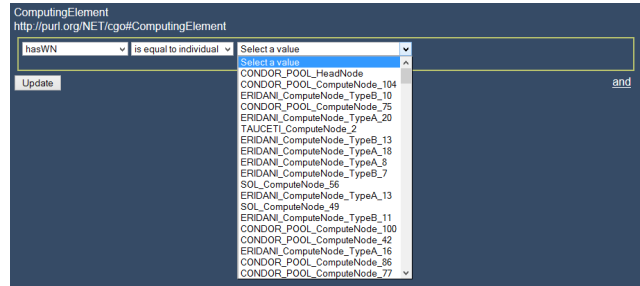 ComputingElement
http://purl.org/NET/cgo#ComputingElement
hasWN is equal to individual Select a value
Select a value
CONDOR_POOL_HeadNode
CONDOR_POOL_ComputeNode_104
ERIDANI_ComputeNode_TypeB_10
CONDOR_POOL_ComputeNode_75
ERIDANI_ComputeNode_TypeA_20
TAUCETI_ComputeNode_2
ERIDANI_ComputeNode_TypeB_13
ERIDANI_ComputeNode_TypeA_18
ERIDANI_ComputeNode_TypeA_8
ERIDANI_ComputeNode_TypeB_7
SOL_ComputeNode_56
ERIDANI_ComputeNode_TypeA_13
SOL_ComputeNode_49
ERIDANI_ComputeNode_TypeB_11
CONDOR_POOL_ComputeNode_100
CONDOR_POOL_ComputeNode_42
ERIDANI_ComputeNode_TypeA_16
CONDOR_POOL_ComputeNode_86
CONDOR_POOL_ComputeNode_77
Update and